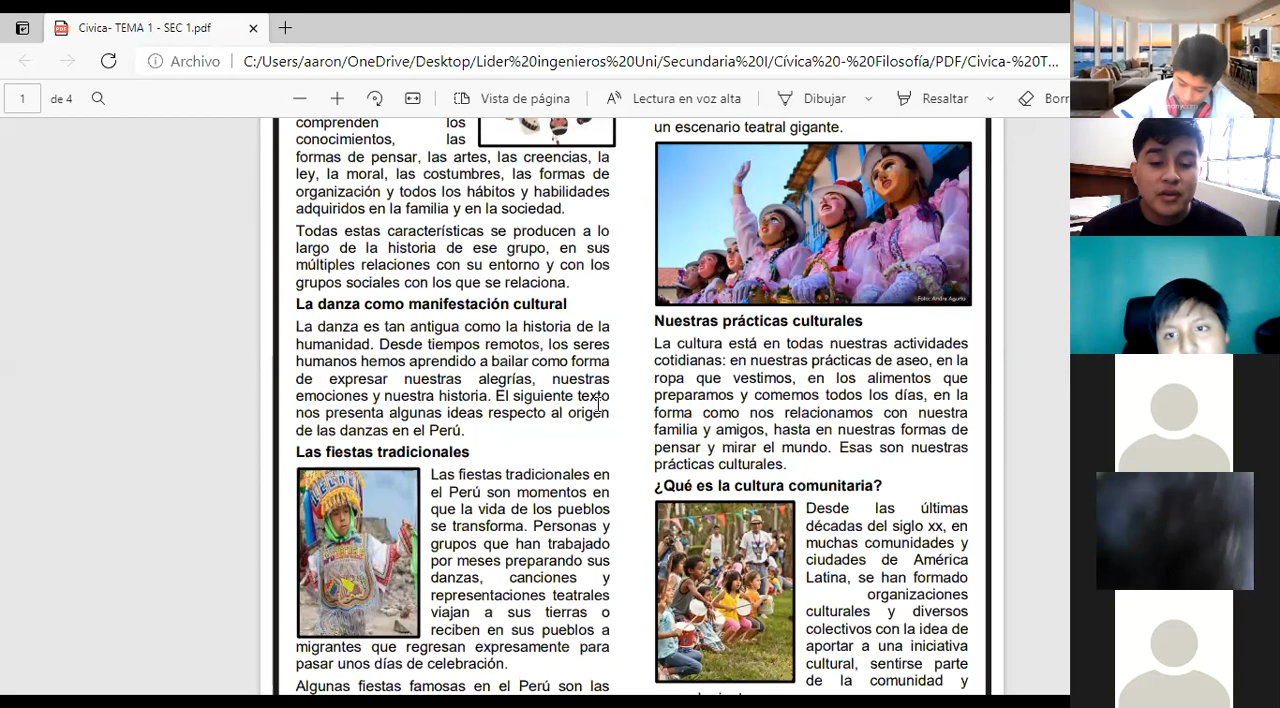 Civica- TEMA 1 - SEC 1.pdf
Archivo
C:/Users/aaron/OneDrive/Desktop/Lider%20ingenieros%20Uni/Secundaria%20I/Cívica%20-%20Filosofía/PDF/Civica-%20T...
1 de 4
Vista de página
Lectura en voz alta
Dibujar
Resaltar
Borr
comprenden los
conocimientos, las
formas de pensar, las artes, las creencias, la
ley, la moral, las costumbres, las formas de
organización y todos los hábitos y habilidades
adquiridos en la familia y en la sociedad.
Todas estas características se producen a lo
largo de la historia de ese grupo, en sus
múltiples relaciones con su entorno y con los
grupos sociales con los que se relaciona.
La danza como manifestación cultural
La danza es tan antigua como la historia de la
humanidad. Desde tiempos remotos, los seres
humanos hemos aprendido a bailar como forma
de expresar nuestras alegrías, nuestras
emociones y nuestra historia. El siguiente texto
nos presenta algunas ideas respecto al origen
de las danzas en el Perú.
Las fiestas tradicionales
Las fiestas tradicionales en
el Perú son momentos en
que la vida de los pueblos
se transforma. Personas y
grupos que han trabajado
por meses preparando sus
danzas, canciones y
representaciones teatrales
viajan a sus tierras o
reciben en sus pueblos a
migrantes que regresan expresamente para
pasar unos días de celebración.
Algunas fiestas famosas en el Perú son las
un escenario teatral gigante.
Foto: Andre Agurto
Nuestras prácticas culturales
La cultura está en todas nuestras actividades
cotidianas: en nuestras prácticas de aseo, en la
ropa que vestimos, en los alimentos que
preparamos y comemos todos los días, en la
forma como nos relacionamos con nuestra
familia y amigos, hasta en nuestras formas de
pensar y mirar el mundo. Esas son nuestras
prácticas culturales.
¿Qué es la cultura comunitaria?
Desde las últimas
décadas del siglo xx, en
muchas comunidades y
ciudades de América
Latina, se han formado
organizaciones
culturales y diversos
colectivos con la idea de
aportar a una iniciativa
cultural, sentirse parte
de la comunidad y